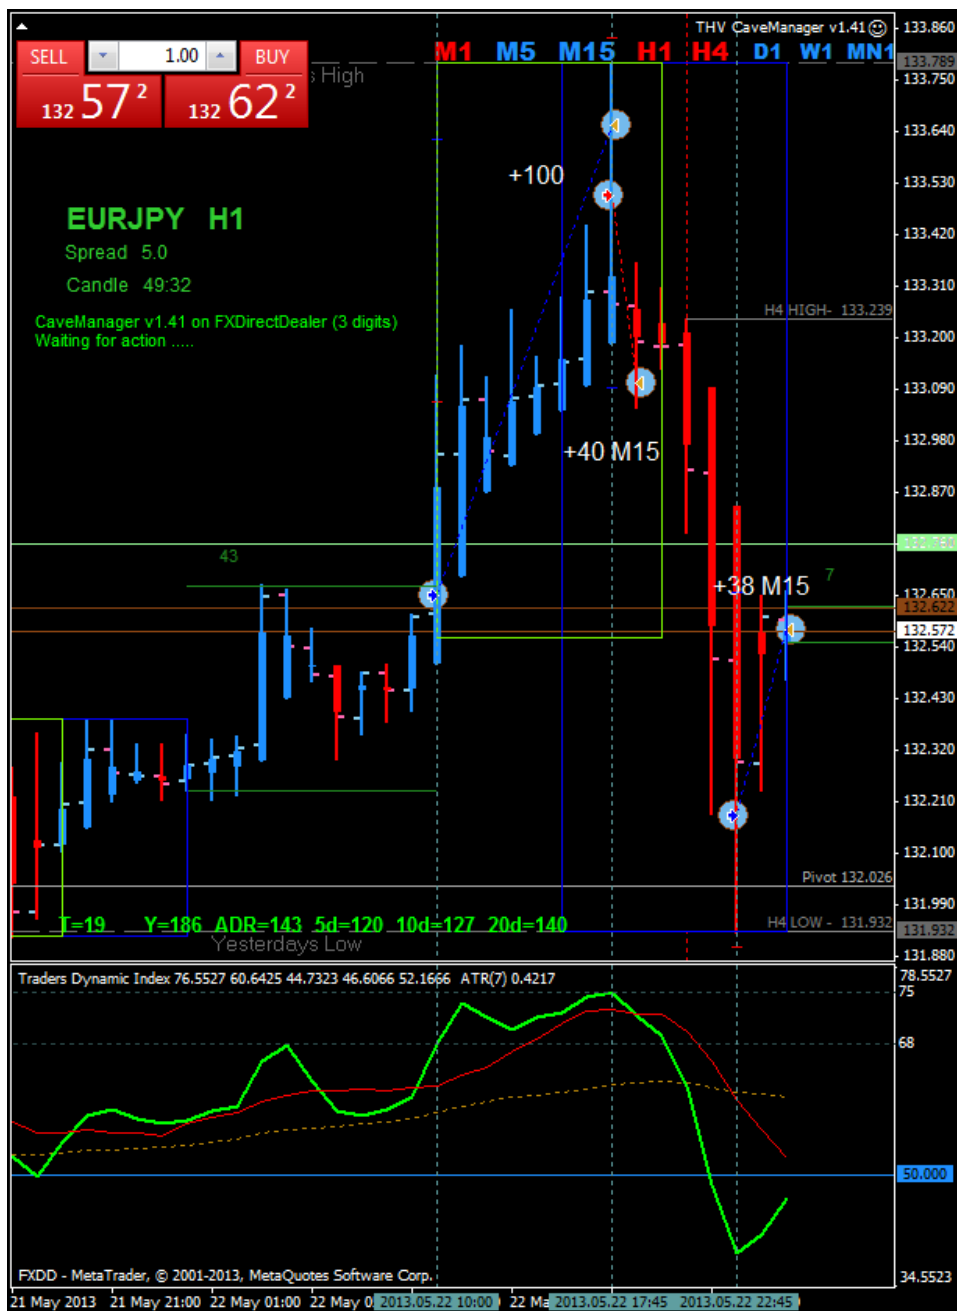 THV CaveManager v1.41
SELL 1.00 BUY
132 57 2 132 62 2
M1 M5 M15 H1 H4 D1 W1 MN1
s High
+100
EURJPY H1
Spread 5.0
Candle 49:32
CaveManager v1.41 on FXDirectDealer (3 digits)
Waiting for action .....
H4 HIGH- 133.239
+40 M15
43
+38 M15
7
Pivot 132.026
T=19 Y=186 ADR=143 5d=120 10d=127 20d=140
H4 LOW - 131.932
Yesterdays Low
133.860
133.789
133.750
133.640
133.530
133.420
133.310
133.200
133.090
132.980
132.870
132.650
132.622
132.572
132.540
132.430
132.320
132.210
132.100
131.990
131.932
131.880
Traders Dynamic Index 76.5527 60.6425 44.7323 46.6066 52.1666 ATR(7) 0.4217
78.5527
75
68
50.000
34.5523
FXDD - MetaTrader, © 2001-2013, MetaQuotes Software Corp.
21 May 2013 21 May 21:00 22 May 01:00 22 May 0 2013.05.22 10:00 22 Ma 2013.05.22 17:45 2013.05.22 22:45